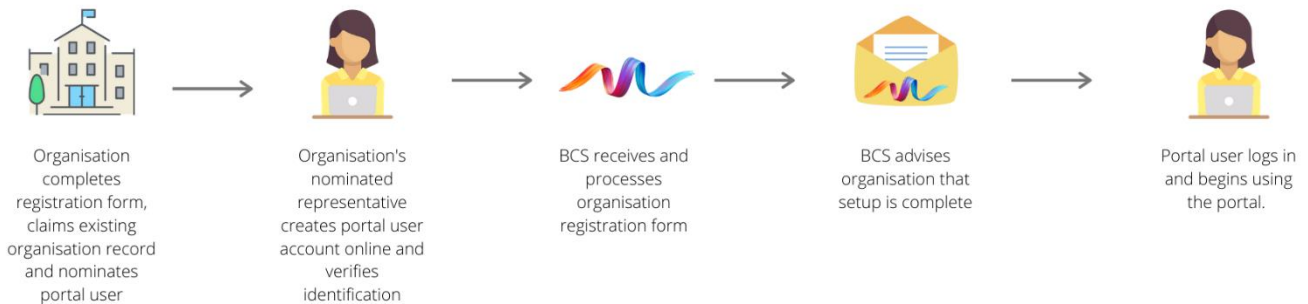 Organisation
completes
registration form,
claims existing
organisation record
and nominates
portal user
Organisation's
nominated
representative
creates portal user
account online and
verifies
identification
BCS receives and
processes
organisation
registration form
BCS advises
organisation that
setup is complete
Portal user logs in
and begins using
the portal.